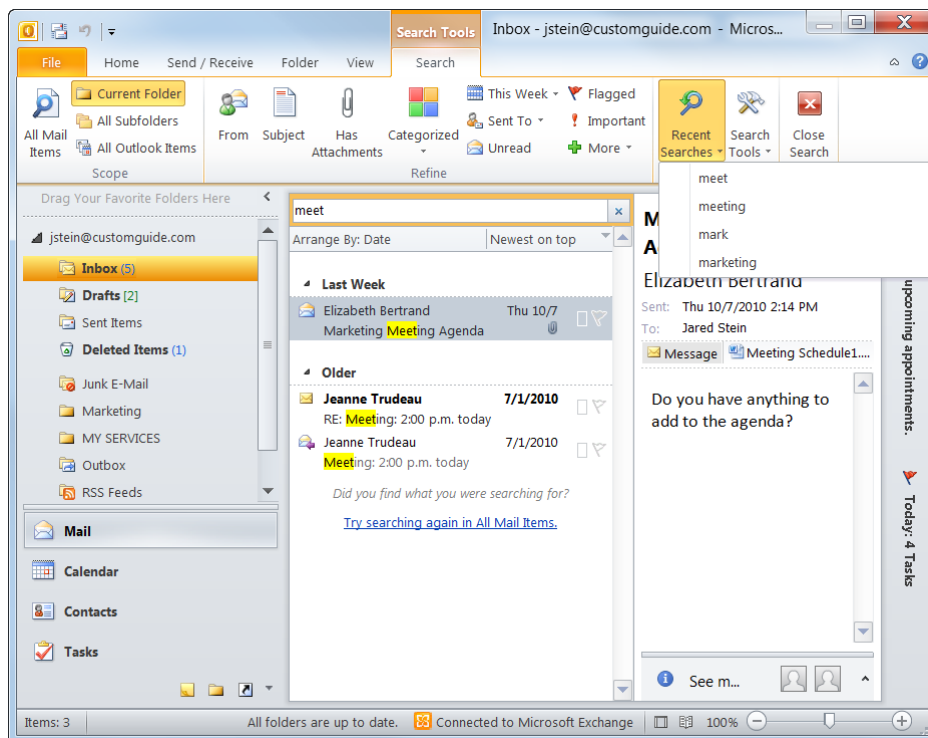 Search Tools
Inbox - jstein@customguide.com - Micros...
File Home Send / Receive Folder View Search
All Mail Items
Current Folder
All Subfolders
All Outlook Items
Scope
From
Subject
Has Attachments
Categorized
This Week
Sent To
Unread
Flagged
Important
More
Refine
Recent Searches
Search Tools
Close Search
meet
meeting
mark
marketing
Drag Your Favorite Folders Here
jstein@customguide.com
Inbox (5)
Drafts [2]
Sent Items
Deleted Items (1)
Junk E-Mail
Marketing
MY SERVICES
Outbox
RSS Feeds
Mail
Calendar
Contacts
Tasks
meet
Arrange By: Date Newest on top
Last Week
Elizabeth Bertrand Thu 10/7
Marketing Meeting Agenda
Older
Jeanne Trudeau 7/1/2010
RE: Meeting: 2:00 p.m. today
Jeanne Trudeau 7/1/2010
Meeting: 2:00 p.m. today
Did you find what you were searching for?
Try searching again in All Mail Items.
Elizabeth Bertrand
Sent: Thu 10/7/2010 2:14 PM
To: Jared Stein
Message Meeting Schedule1....
Do you have anything to
add to the agenda?
See m...
upcoming appointments.
Today: 4 Tasks
Items: 3
All folders are up to date.
Connected to Microsoft Exchange
100%